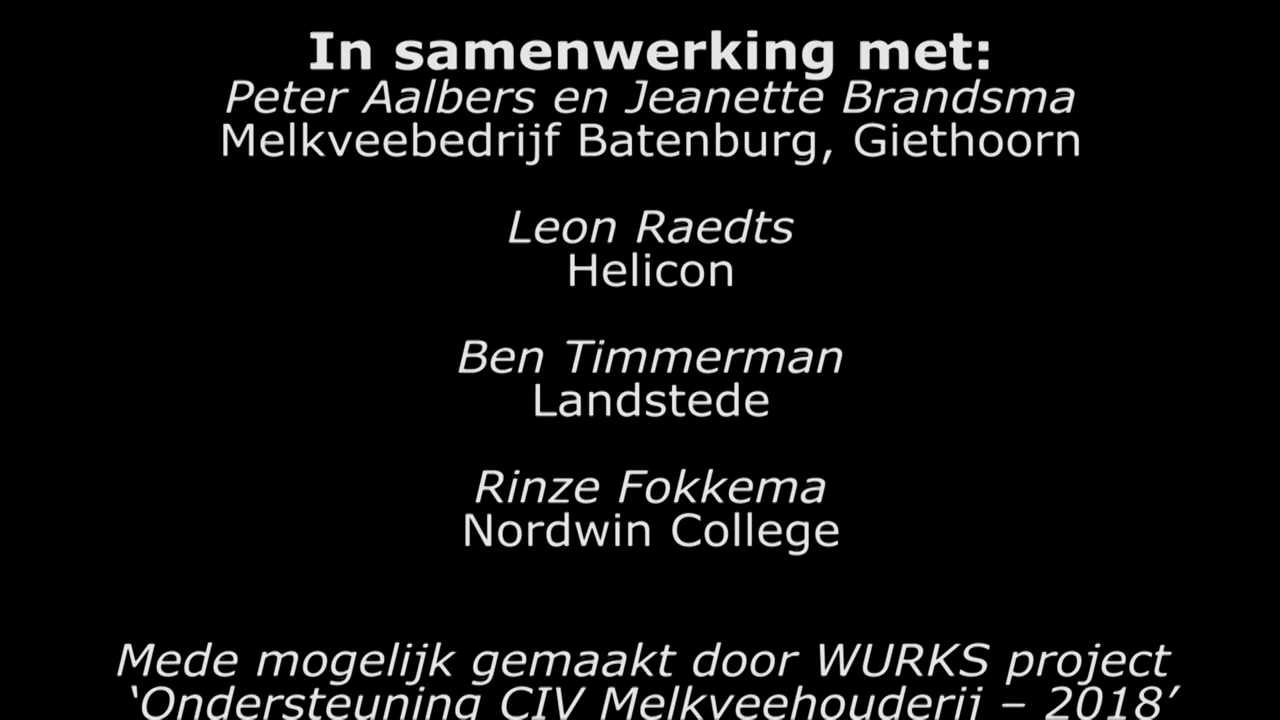 In samenwerking met:
Peter Aalbers en Jeanette Brandsma
Melkveebedrijf Batenburg, Giethoorn
Leon Raedts
Helicon
Ben Timmerman
Landstede
Rinze Fokkema
Nordwin College
Mede mogelijk gemaakt door WURKS project
‘Ondersteuning CIV Melkveehouderij – 2018’